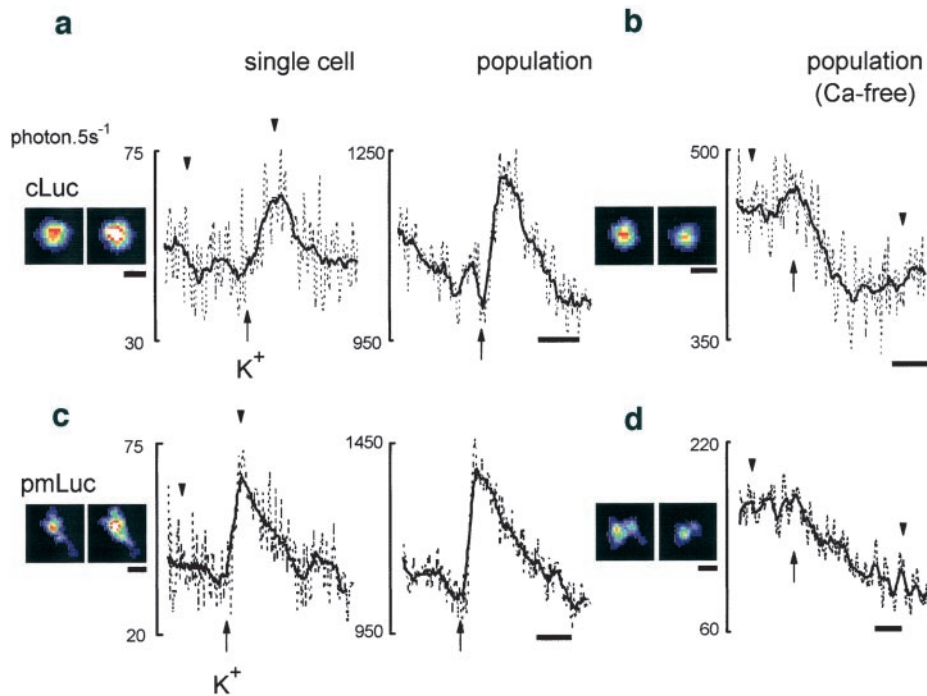 a
b
single cell
population
population
(Ca-free)
photon.5s⁻¹
75
1250
500
cLuc
30
950
350
K⁺
c
d
75
1450
220
pmLuc
20
950
60
K⁺